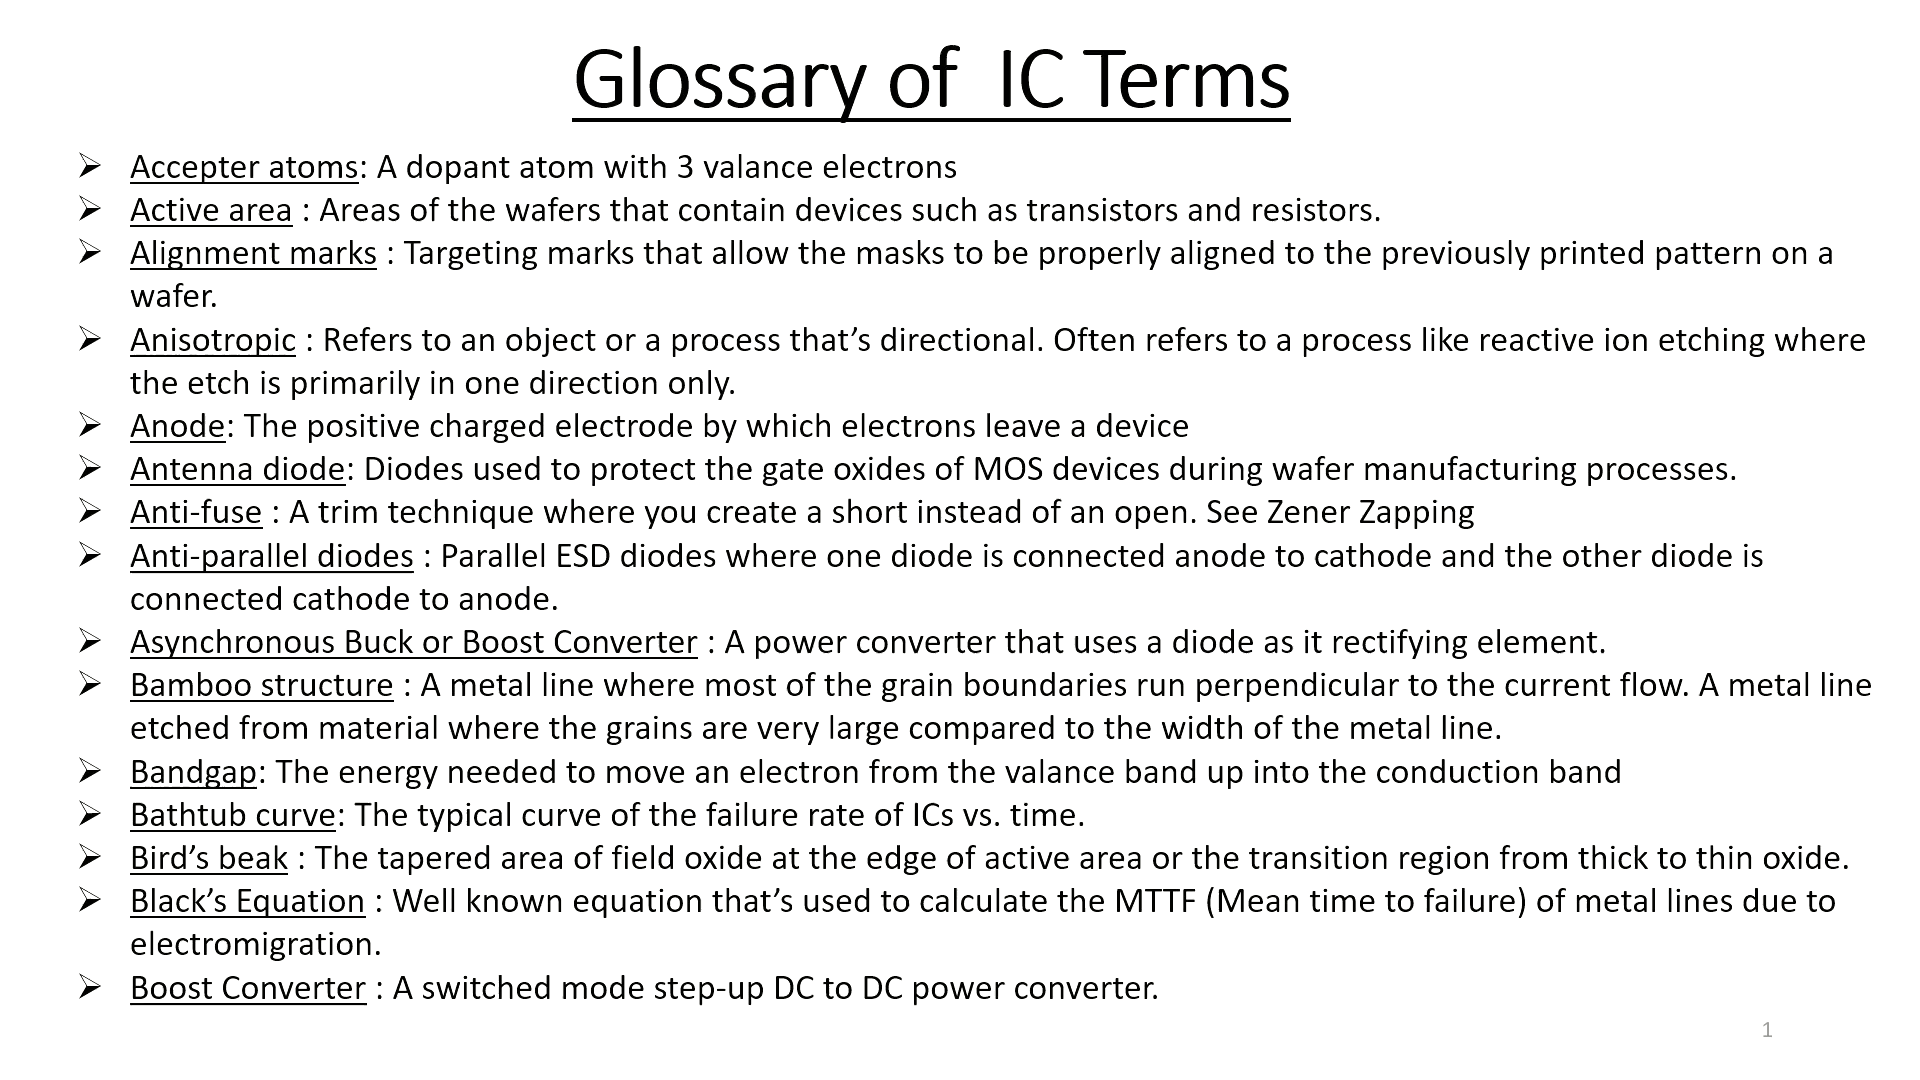 Glossary of  IC Terms
➢ Accepter atoms: A dopant atom with 3 valance electrons
➢ Active area : Areas of the wafers that contain devices such as transistors and resistors.
➢ Alignment marks : Targeting marks that allow the masks to be properly aligned to the previously printed pattern on a
wafer.
➢ Anisotropic : Refers to an object or a process that’s directional. Often refers to a process like reactive ion etching where
the etch is primarily in one direction only.
➢ Anode: The positive charged electrode by which electrons leave a device
➢ Antenna diode: Diodes used to protect the gate oxides of MOS devices during wafer manufacturing processes.
➢ Anti-fuse : A trim technique where you create a short instead of an open. See Zener Zapping
➢ Anti-parallel diodes : Parallel ESD diodes where one diode is connected anode to cathode and the other diode is
connected cathode to anode.
➢ Asynchronous Buck or Boost Converter : A power converter that uses a diode as it rectifying element.
➢ Bamboo structure : A metal line where most of the grain boundaries run perpendicular to the current flow. A metal line
etched from material where the grains are very large compared to the width of the metal line.
➢ Bandgap: The energy needed to move an electron from the valance band up into the conduction band
➢ Bathtub curve: The typical curve of the failure rate of ICs vs. time.
➢ Bird’s beak : The tapered area of field oxide at the edge of active area or the transition region from thick to thin oxide.
➢ Black’s Equation : Well known equation that’s used to calculate the MTTF (Mean time to failure) of metal lines due to
electromigration.
➢ Boost Converter : A switched mode step-up DC to DC power converter.
1